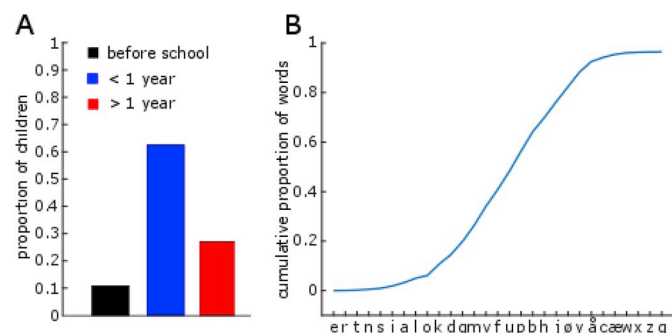 A
proportion of children
1
0.9
0.8
0.7
0.6
0.5
0.4
0.3
0.2
0.1
0
before school
< 1 year
> 1 year
B
cumulative proportion of words
1
0.8
0.6
0.4
0.2
0
e r t n s i a l o k d g m v f u p b h j ø y å c æ w x z q